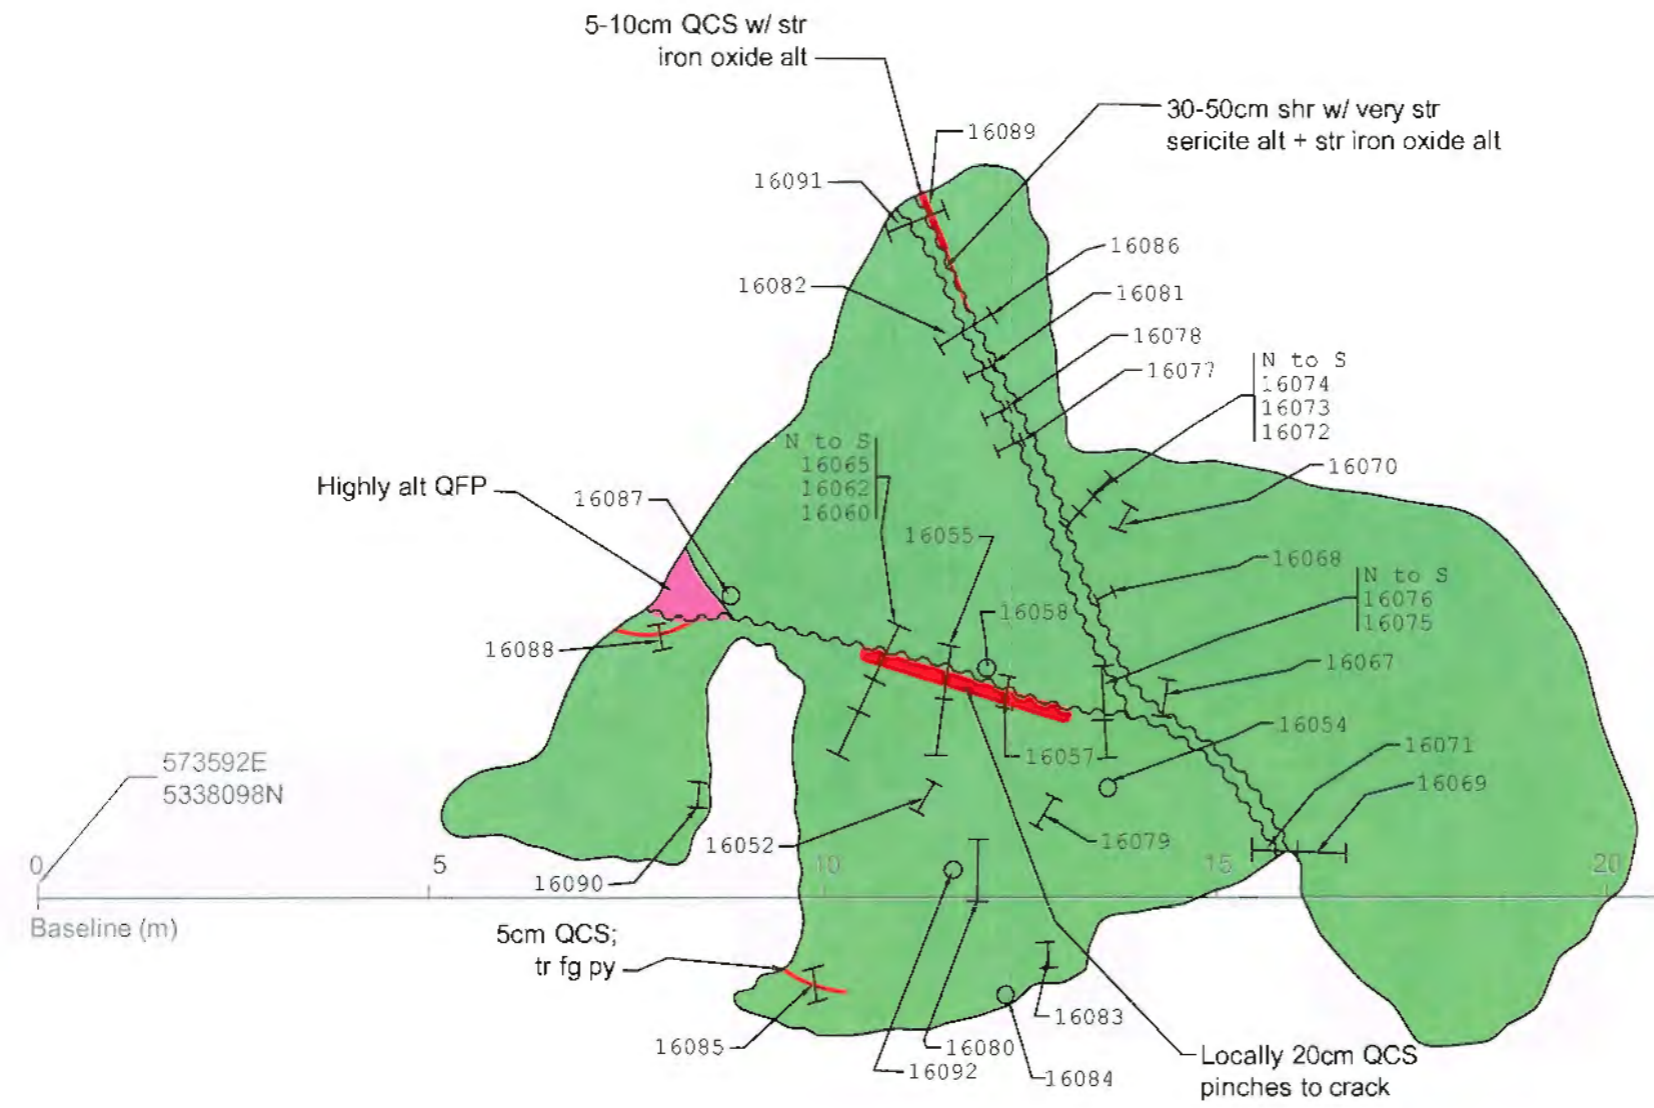 5-10cm QCS w/ str
iron oxide alt
30-50cm shr w/ very str
sericite alt + str iron oxide alt
16089
16091
16086
16082
16081
16078
16077
N to S
16074
16073
16072
N to S
16065
16062
16060
16070
Highly alt QFP
16087
16055
16068
N to S
16076
16075
16058
16088
16067
16054
16057
16071
573592E
5338098N
16069
16052
16079
0
5
10
15
20
16090
Baseline (m)
5cm QCS;
tr fg py
16083
16085
16080
16092
16084
Locally 20cm QCS
pinches to crack